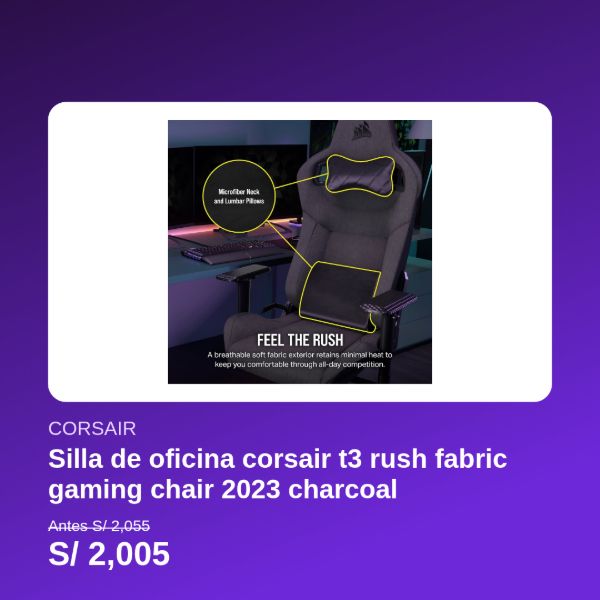 Microfiber Neck
and Lumbar Pillows
FEEL THE RUSH
A breathable soft fabric exterior retains minimal heat to
keep you comfortable through all-day competition.
CORSAIR
Silla de oficina corsair t3 rush fabric
gaming chair 2023 charcoal
Antes S/ 2,055
S/ 2,005